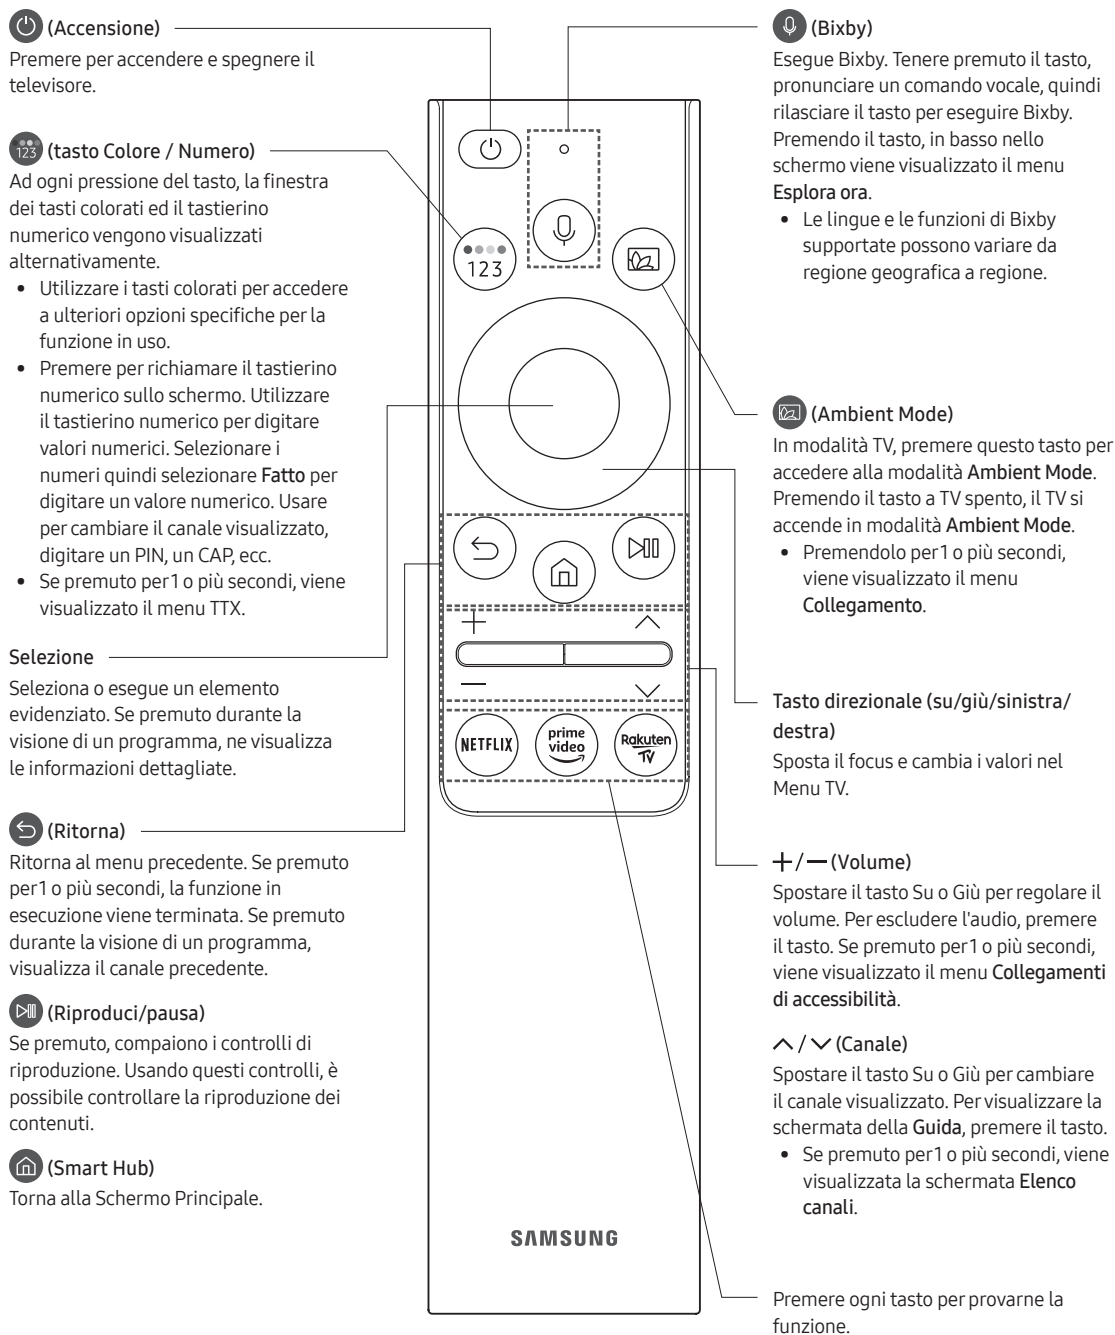 (Accensione)
Premere per accendere e spegnere il
televisore.
123 (tasto Colore / Numero)
Ad ogni pressione del tasto, la finestra
dei tasti colorati ed il tastierino
numerico vengono visualizzati
alternativamente.
• Utilizzare i tasti colorati per accedere
a ulteriori opzioni specifiche per la
funzione in uso.
• Premere per richiamare il tastierino
numerico sullo schermo. Utilizzare
il tastierino numerico per digitare
valori numerici. Selezionare i
numeri quindi selezionare Fatto per
digitare un valore numerico. Usare
per cambiare il canale visualizzato,
digitare un PIN, un CAP, ecc.
• Se premuto per1 o più secondi, viene
visualizzato il menu TTX.
Selezione
Seleziona o esegue un elemento
evidenziato. Se premuto durante la
visione di un programma, ne visualizza
le informazioni dettagliate.
(Ritorna)
Ritorna al menu precedente. Se premuto
per1 o più secondi, la funzione in
esecuzione viene terminata. Se premuto
durante la visione di un programma,
visualizza il canale precedente.
(Riproduci/pausa)
Se premuto, compaiono i controlli di
riproduzione. Usando questi controlli, è
possibile controllare la riproduzione dei
contenuti.
(Smart Hub)
Torna alla Schermo Principale.
123
NETFLIX
prime
video
Rakuten
TV
SAMSUNG
(Bixby)
Esegue Bixby. Tenere premuto il tasto,
pronunciare un comando vocale, quindi
rilasciare il tasto per eseguire Bixby.
Premendo il tasto, in basso nello
schermo viene visualizzato il menu
Esplora ora.
• Le lingue e le funzioni di Bixby
supportate possono variare da
regione geografica a regione.
(Ambient Mode)
In modalità TV, premere questo tasto per
accedere alla modalità Ambient Mode.
Premendo il tasto a TV spento, il TV si
accende in modalità Ambient Mode.
• Premendolo per1 o più secondi,
viene visualizzato il menu
Collegamento.
Tasto direzionale (su/giù/sinistra/
destra)
Sposta il focus e cambia i valori nel
Menu TV.
+/— (Volume)
Spostare il tasto Su o Giù per regolare il
volume. Per escludere l'audio, premere
il tasto. Se premuto per1 o più secondi,
viene visualizzato il menu Collegamenti
di accessibilità.
/ (Canale)
Spostare il tasto Su o Giù per cambiare
il canale visualizzato. Per visualizzare la
schermata della Guida, premere il tasto.
• Se premuto per1 o più secondi, viene
visualizzata la schermata Elenco
canali.
Premere ogni tasto per provarne la
funzione.